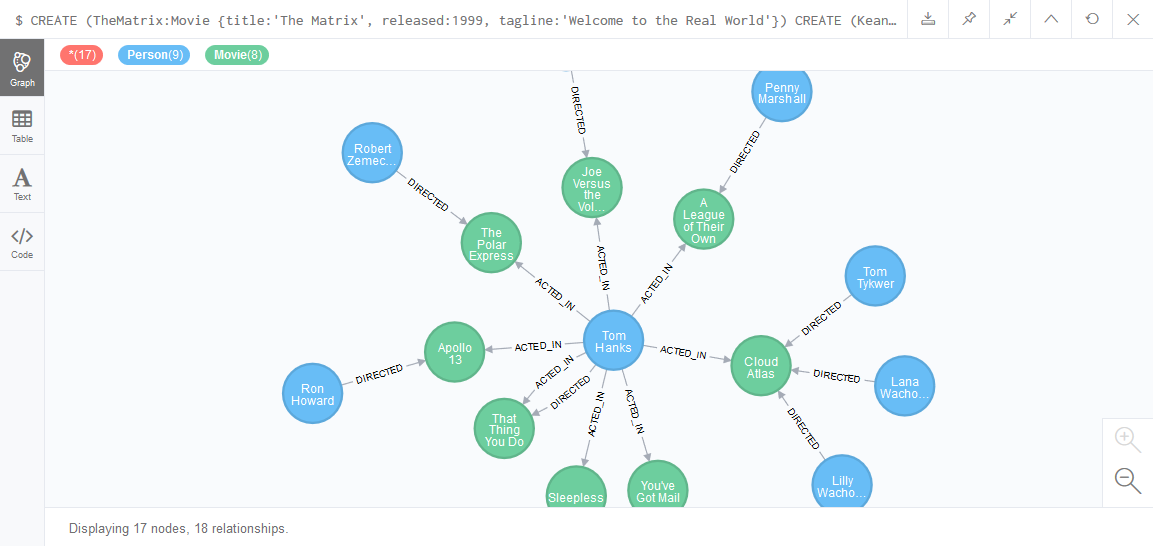 $ CREATE (TheMatrix:Movie {title:'The Matrix', released:1999, tagline:'Welcome to the Real World'}) CREATE (Kean…
*(17) Person(9) Movie(8)
Graph
Table
Text
Code
Penny
Marshall
DIRECTED
DIRECTED
Robert
Zemec...
DIRECTED
Joe
Versus
the
Vol...
A
League
of Their
Own
The
Polar
Express
ACTED_IN
ACTED_IN
ACTED_IN
Tom
Tykwer
DIRECTED
Tom
Hanks
Apollo
13
ACTED_IN
ACTED_IN
Cloud
Atlas
DIRECTED
Ron
Howard
DIRECTED
Lana
Wacho...
ACTED_IN
DIRECTED
That
Thing
You Do
ACTED_IN
ACTED_IN
DIRECTED
Sleepless
You've
Got Mail
Lilly
Wacho...
Displaying 17 nodes, 18 relationships.